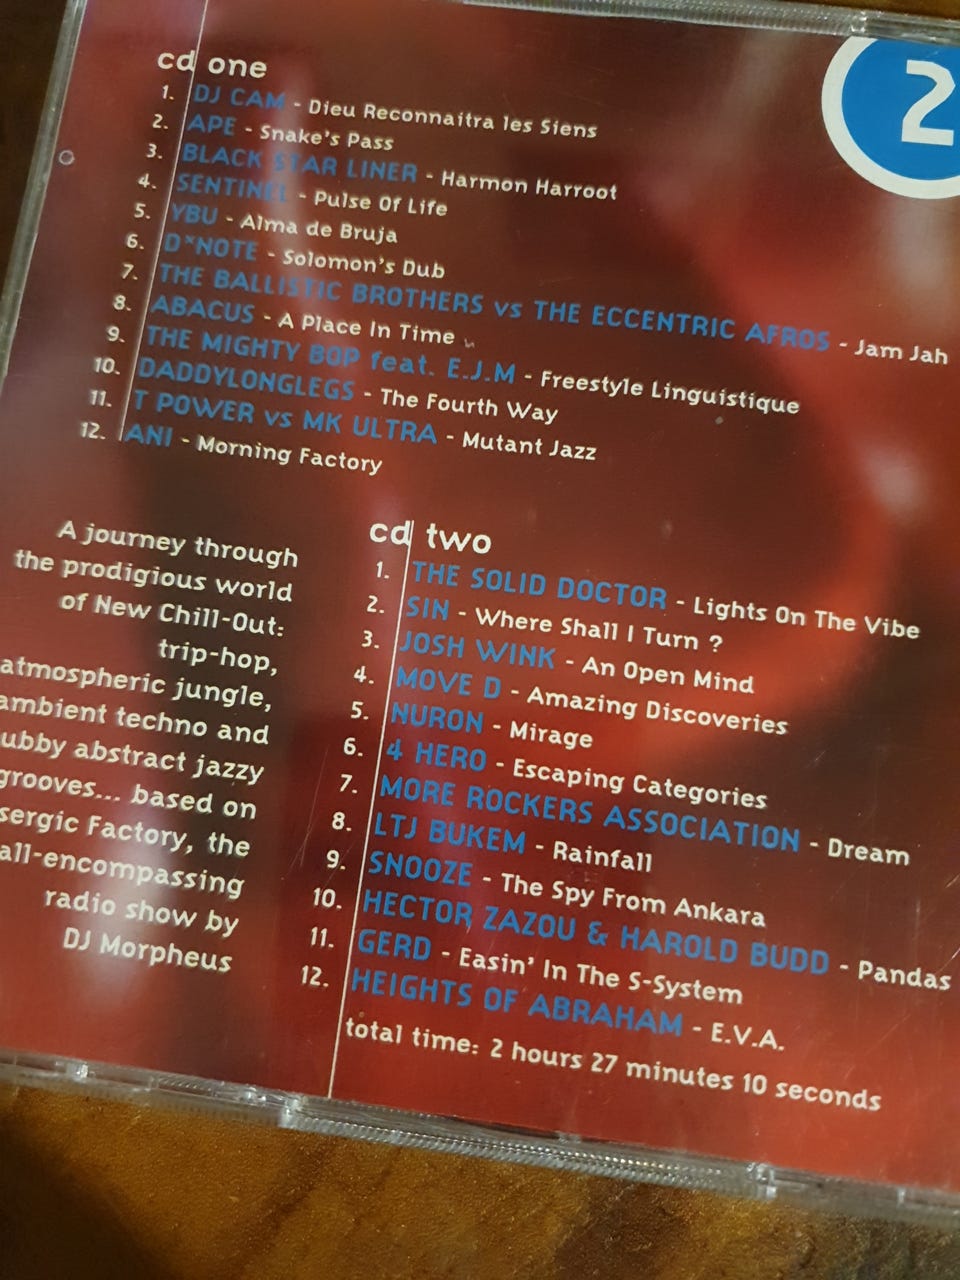 2
cd one
1. DJ CAM - Dieu Reconnaitra les Siens
2. APE - Snake's Pass
3. BLACK STAR LINER - Harmon Harroot
4. SENTINEL - Pulse Of Life
5. YBU - Alma de Bruja
6. D*NOTE - Solomon's Dub
7. THE BALLISTIC BROTHERS vs THE ECCENTRIC AFROS - Jam Jah
8. ABACUS - A Place In Time
9. THE MIGHTY BOP feat. E.J.M - Freestyle Linguistique
10. DADDYLONGLEGS - The Fourth Way
11. T POWER vs MK ULTRA - Mutant Jazz
12. ANI - Morning Factory
A journey through
the prodigious world
of New Chill-Out:
trip-hop,
atmospheric jungle,
ambient techno and
ubby abstract jazzy
grooves... based on
sergic Factory, the
all-encompassing
radio show by
DJ Morpheus
cd two
1. THE SOLID DOCTOR - Lights On The Vibe
2. SIN - Where Shall I Turn ?
3. JOSH WINK - An Open Mind
4. MOVE D - Amazing Discoveries
5. NURON - Mirage
6. 4 HERO - Escaping Categories
7. MORE ROCKERS ASSOCIATION - Dream
8. LTJ BUKEM - Rainfall
9. SNOOZE - The Spy From Ankara
10. HECTOR ZAZOU & HAROLD BUDD - Pandas
11. GERD - Easin' In The S-System
12. HEIGHTS OF ABRAHAM - E.V.A.
total time: 2 hours 27 minutes 10 seconds